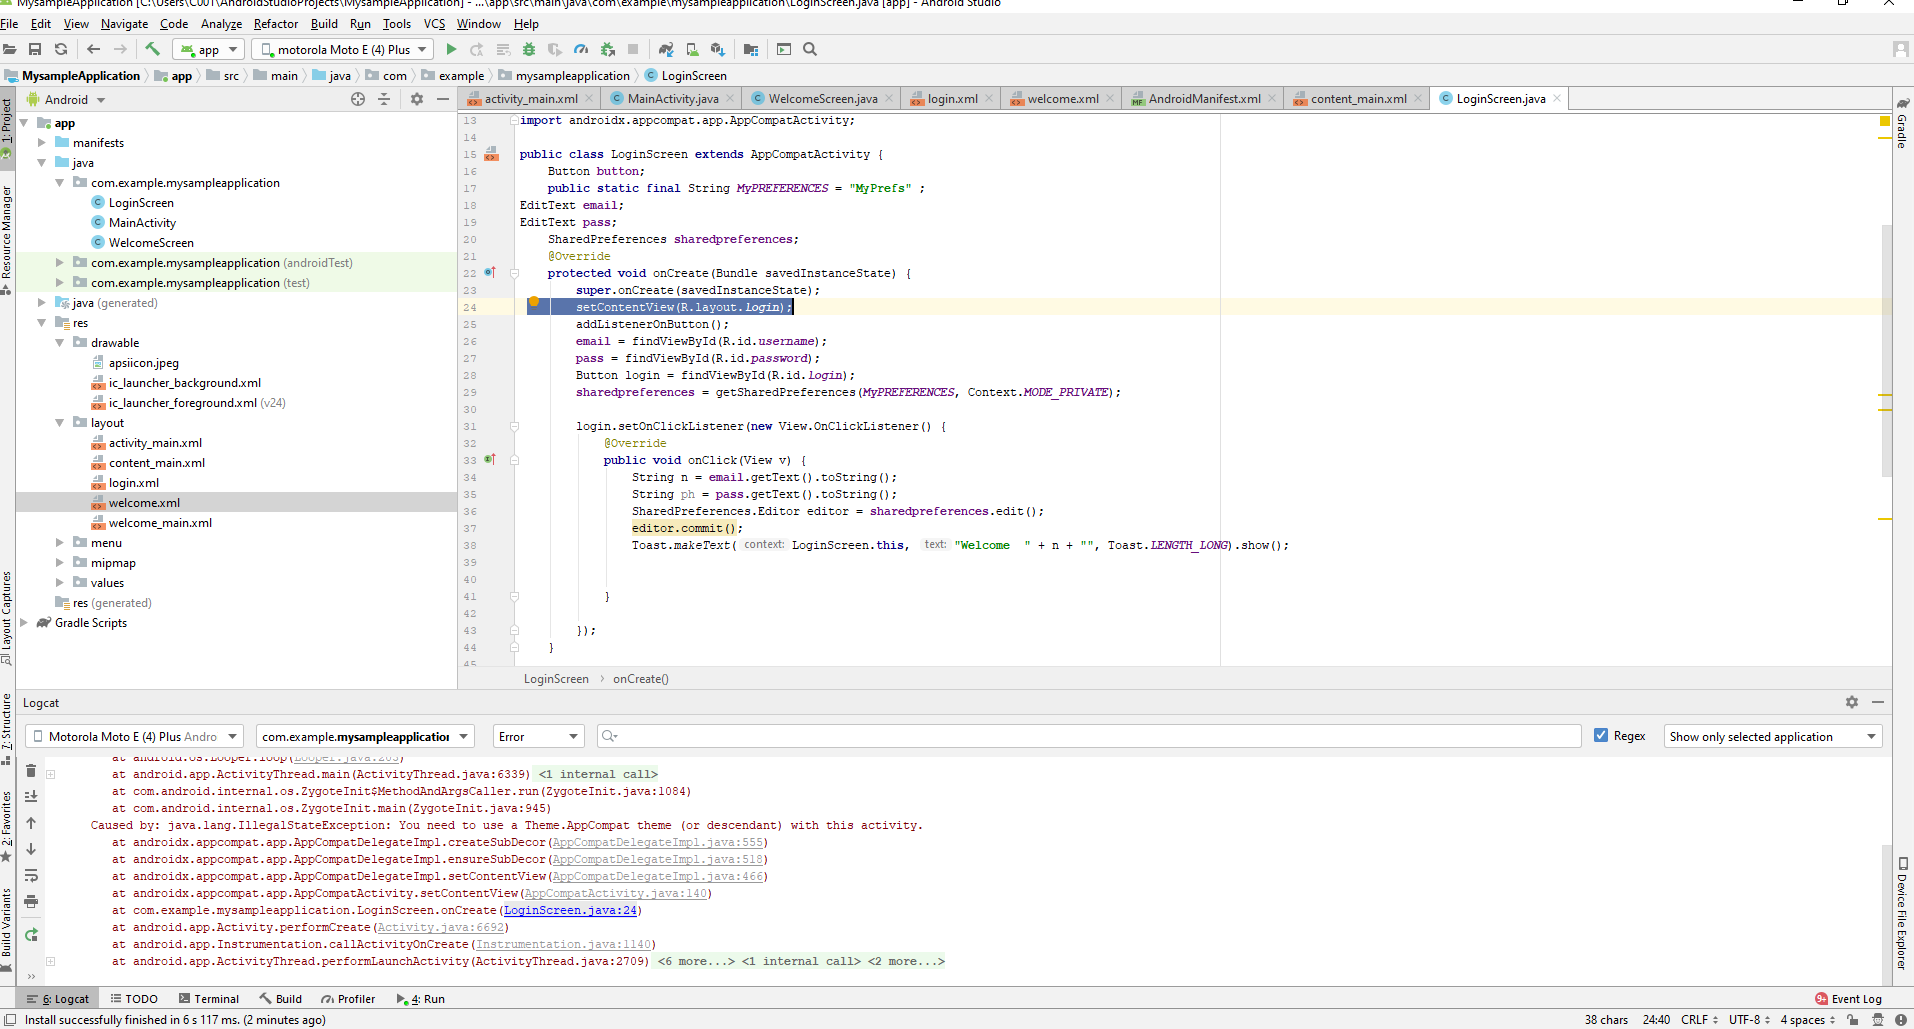 MysampleApplication [C:\Users\C001\AndroidStudioProjects\MysampleApplication] - ...\app\src\main\java\com\example\mysampleapplication\LoginScreen.java [app] - Android Studio
File Edit View Navigate Code Analyze Refactor Build Run Tools VCS Window Help
app motorola Moto E (4) Plus
MysampleApplication app src main java com example mysampleapplication LoginScreen
Android
activity_main.xml MainActivity.java WelcomeScreen.java login.xml welcome.xml AndroidManifest.xml content_main.xml LoginScreen.java
1: Project
Resource Manager
Layout Captures
7: Structure
2: Favorites
Build Variants
app
manifests
java
com.example.mysampleapplication
LoginScreen
MainActivity
WelcomeScreen
com.example.mysampleapplication (androidTest)
com.example.mysampleapplication (test)
java (generated)
res
drawable
apsiicon.jpeg
ic_launcher_background.xml
ic_launcher_foreground.xml (v24)
layout
activity_main.xml
content_main.xml
login.xml
welcome.xml
welcome_main.xml
menu
mipmap
values
res (generated)
Gradle Scripts
13 import androidx.appcompat.app.AppCompatActivity;
14
15 public class LoginScreen extends AppCompatActivity {
16 Button button;
17 public static final String MyPREFERENCES = "MyPrefs" ;
18 EditText email;
19 EditText pass;
20 SharedPreferences sharedpreferences;
21 @Override
22 protected void onCreate(Bundle savedInstanceState) {
23 super.onCreate(savedInstanceState);
24 setContentView(R.layout.login);
25 addListenerOnButton();
26 email = findViewById(R.id.username);
27 pass = findViewById(R.id.password);
28 Button login = findViewById(R.id.login);
29 sharedpreferences = getSharedPreferences(MyPREFERENCES, Context.MODE_PRIVATE);
30
31 login.setOnClickListener(new View.OnClickListener() {
32 @Override
33 public void onClick(View v) {
34 String n = email.getText().toString();
35 String ph = pass.getText().toString();
36 SharedPreferences.Editor editor = sharedpreferences.edit();
37 editor.commit();
38 Toast.makeText( context: LoginScreen.this, text: "Welcome  " + n + "", Toast.LENGTH_LONG).show();
39
40
41 }
42
43 });
44 }
45
LoginScreen onCreate()
Gradle
Device File Explorer
Logcat
Motorola Moto E (4) Plus Andro com.example.mysampleapplication Error Regex Show only selected application
at android.os.Looper.loop(Looper.java:203)
at android.app.ActivityThread.main(ActivityThread.java:6339) <1 internal call>
at com.android.internal.os.ZygoteInit$MethodAndArgsCaller.run(ZygoteInit.java:1084)
at com.android.internal.os.ZygoteInit.main(ZygoteInit.java:945)
Caused by: java.lang.IllegalStateException: You need to use a Theme.AppCompat theme (or descendant) with this activity.
at androidx.appcompat.app.AppCompatDelegateImpl.createSubDecor(AppCompatDelegateImpl.java:555)
at androidx.appcompat.app.AppCompatDelegateImpl.ensureSubDecor(AppCompatDelegateImpl.java:518)
at androidx.appcompat.app.AppCompatDelegateImpl.setContentView(AppCompatDelegateImpl.java:466)
at androidx.appcompat.app.AppCompatActivity.setContentView(AppCompatActivity.java:140)
at com.example.mysampleapplication.LoginScreen.onCreate(LoginScreen.java:24)
at android.app.Activity.performCreate(Activity.java:6692)
at android.app.Instrumentation.callActivityOnCreate(Instrumentation.java:1140)
at android.app.ActivityThread.performLaunchActivity(ActivityThread.java:2709) <6 more...> <1 internal call> <2 more...>
6: Logcat TODO Terminal Build Profiler 4: Run 9+ Event Log
Install successfully finished in 6 s 117 ms. (2 minutes ago) 38 chars 24:40 CRLF UTF-8 4 spaces